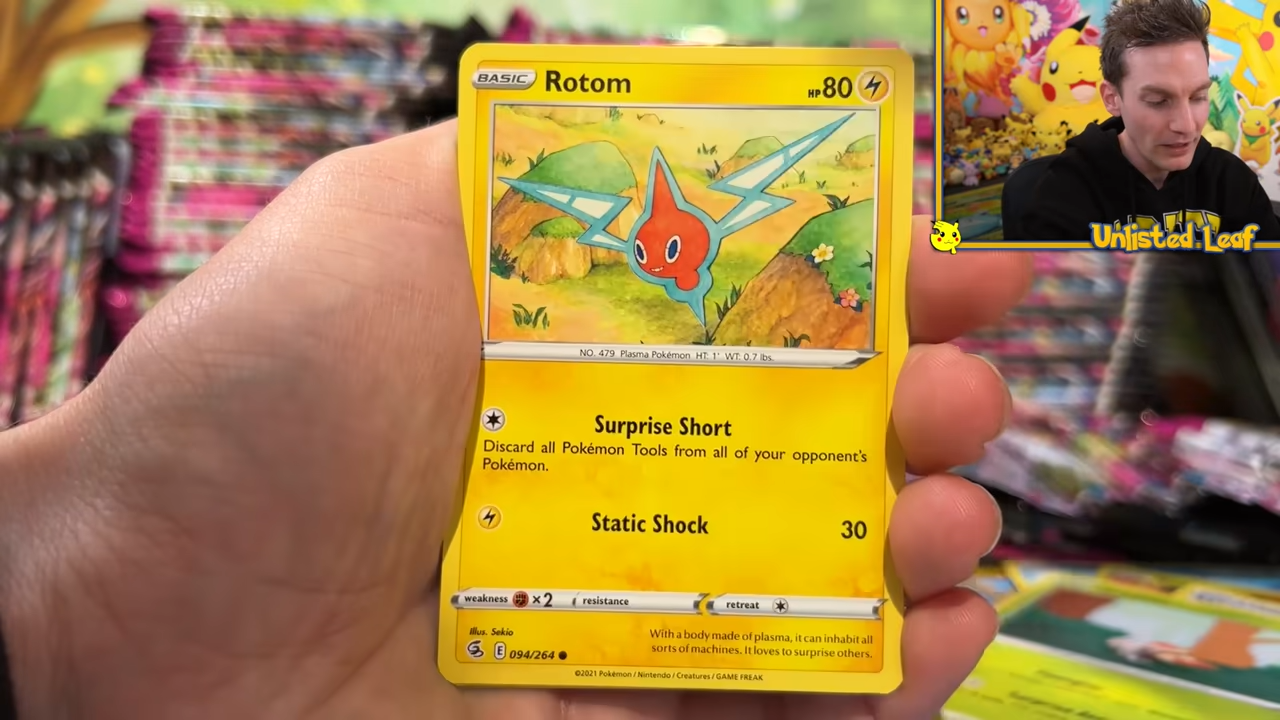 BASIC Rotom HP 80
NO. 479 Plasma Pokémon HT: 1' WT: 0.7 lbs.
Surprise Short
Discard all Pokémon Tools from all of your opponent's
Pokémon.
Static Shock 30
weakness ×2 resistance retreat
Illus. Sekio
E 094/264
With a body made of plasma, it can inhabit all
sorts of machines. It loves to surprise others.
©2021 Pokémon / Nintendo / Creatures / GAME FREAK
Unlisted Leaf